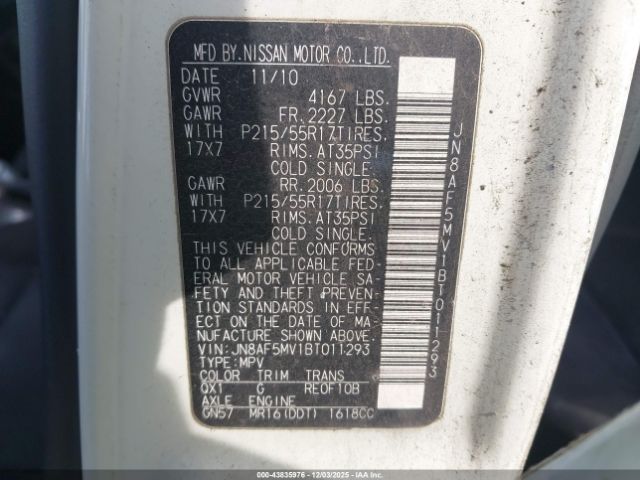 MFD BY.NISSAN MOTOR CO.,LTD.
DATE 11/10
GVWR 4167 LBS.
GAWR FR. 2227 LBS.
WITH P215/55R17TIRES.
17X7 RIMS. AT35PSI
COLD SINGLE.
GAWR RR. 2006 LBS.
WITH P215/55R17TIRES.
17X7 RIMS. AT35PSI
COLD SINGLE.
THIS VEHICLE CONFORMS
TO ALL APPLICABLE FED-
ERAL MOTOR VEHICLE SA-
FETY AND THEFT PREVEN-
TION STANDARDS IN EFF-
ECT ON THE DATE OF MA-
NUFACTURE SHOWN ABOVE.
VIN: JN8AF5MV1BT011293
TYPE: MPV
COLOR TRIM TRANS
QX1 G RE0F10B
AXLE ENGINE
GN57 MR16(DDT) 1618CC
JN8AF5MV1BT011293
000-43835976 - 12/03/2025 - IAAI.COM